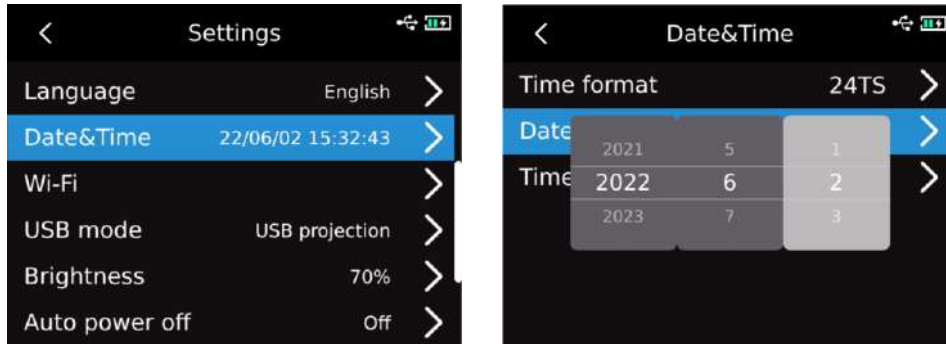 Settings
Language English
Date&Time 22/06/02 15:32:43
Wi-Fi
USB mode USB projection
Brightness 70%
Auto power off Off
Date&Time
Time format 24TS
Date
2021 5 1
Time 2022 6 2
2023 7 3